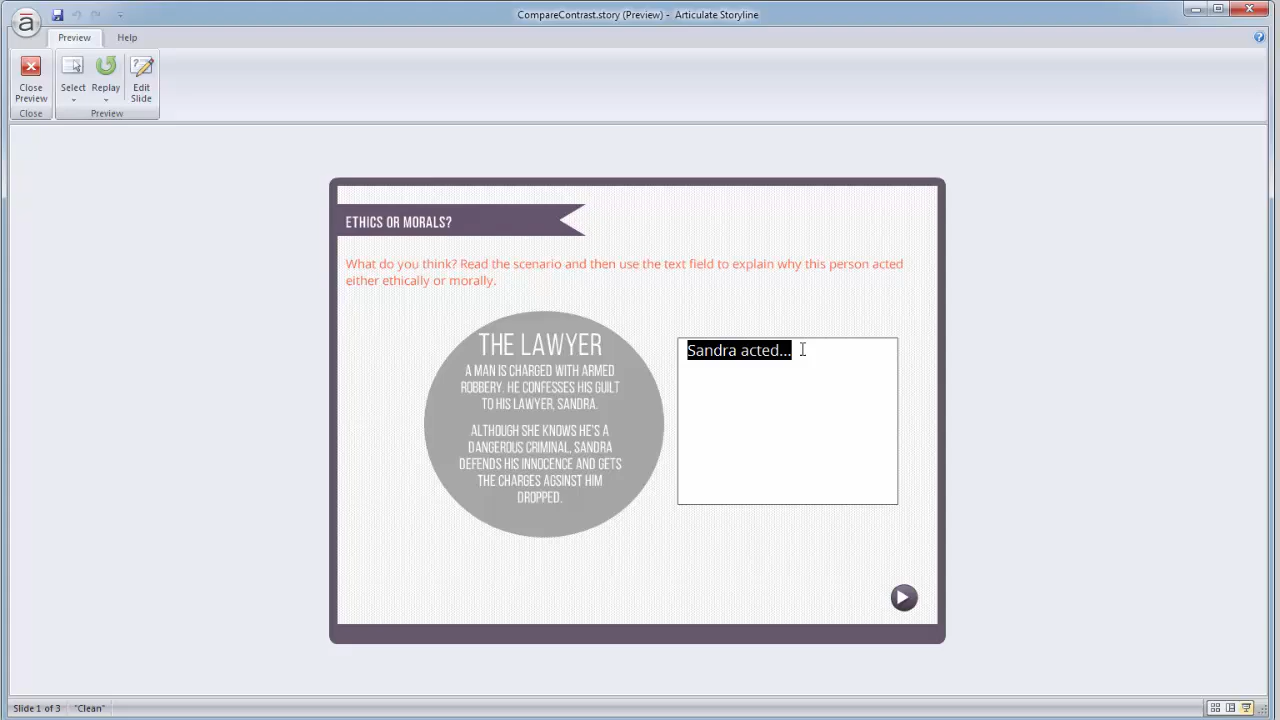 CompareContrast.story (Preview) - Articulate Storyline
Preview
Help
Close
Preview
Select
Replay
Edit
Slide
Close
Preview
ETHICS OR MORALS?
What do you think? Read the scenario and then use the text field to explain why this person acted
either ethically or morally.
THE LAWYER
A MAN IS CHARGED WITH ARMED
ROBBERY. HE CONFESSES HIS GUILT
TO HIS LAWYER, SANDRA.
ALTHOUGH SHE KNOWS HE'S A
DANGEROUS CRIMINAL, SANDRA
DEFENDS HIS INNOCENCE AND GETS
THE CHARGES AGSINST HIM
DROPPED.
Sandra acted...
Slide 1 of 3
"Clean"